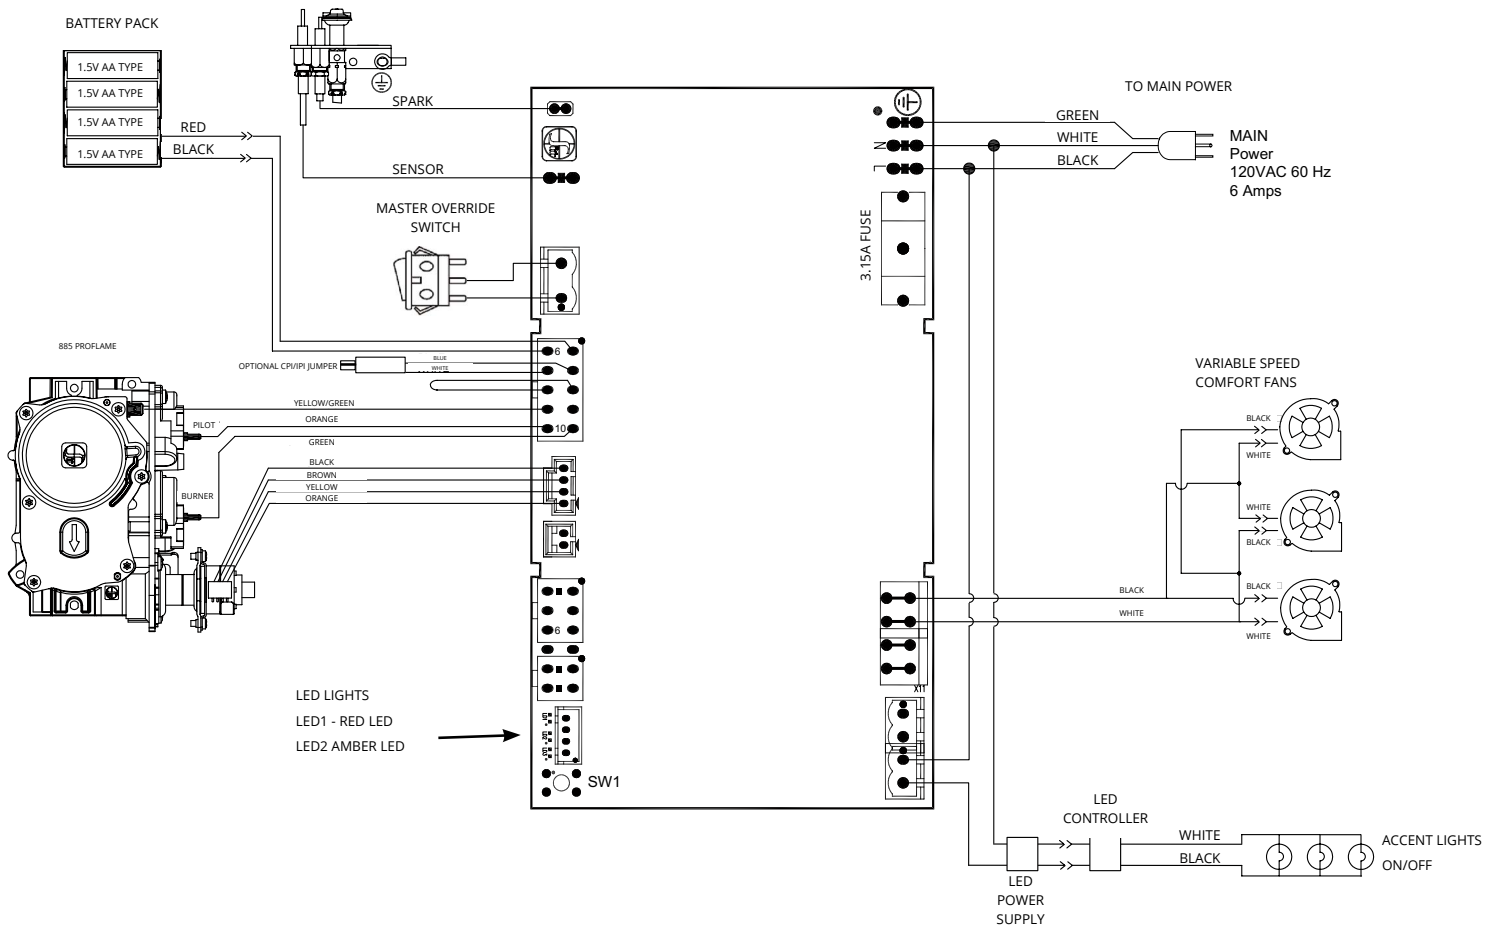 BATTERY PACK
1.5V AA TYPE
1.5V AA TYPE
1.5V AA TYPE
1.5V AA TYPE
RED
BLACK
SPARK
SENSOR
MASTER OVERRIDE
SWITCH
TO MAIN POWER
GREEN
WHITE
BLACK
N
L
MAIN
Power
120VAC 60 Hz
6 Amps
3.15A FUSE
885 PROFLAME
OPTIONAL CPI/IPI JUMPER
BLUE
WHITE
6
YELLOW/GREEN
PILOT
ORANGE
10
GREEN
BLACK
BROWN
YELLOW
ORANGE
BURNER
VARIABLE SPEED
COMFORT FANS
BLACK
WHITE
WHITE
BLACK
BLACK
WHITE
BLACK
WHITE
6
X11
LED LIGHTS
LED1 - RED LED
LED2 AMBER LED
SW1
LED
CONTROLLER
WHITE
BLACK
ACCENT LIGHTS
ON/OFF
LED
POWER
SUPPLY